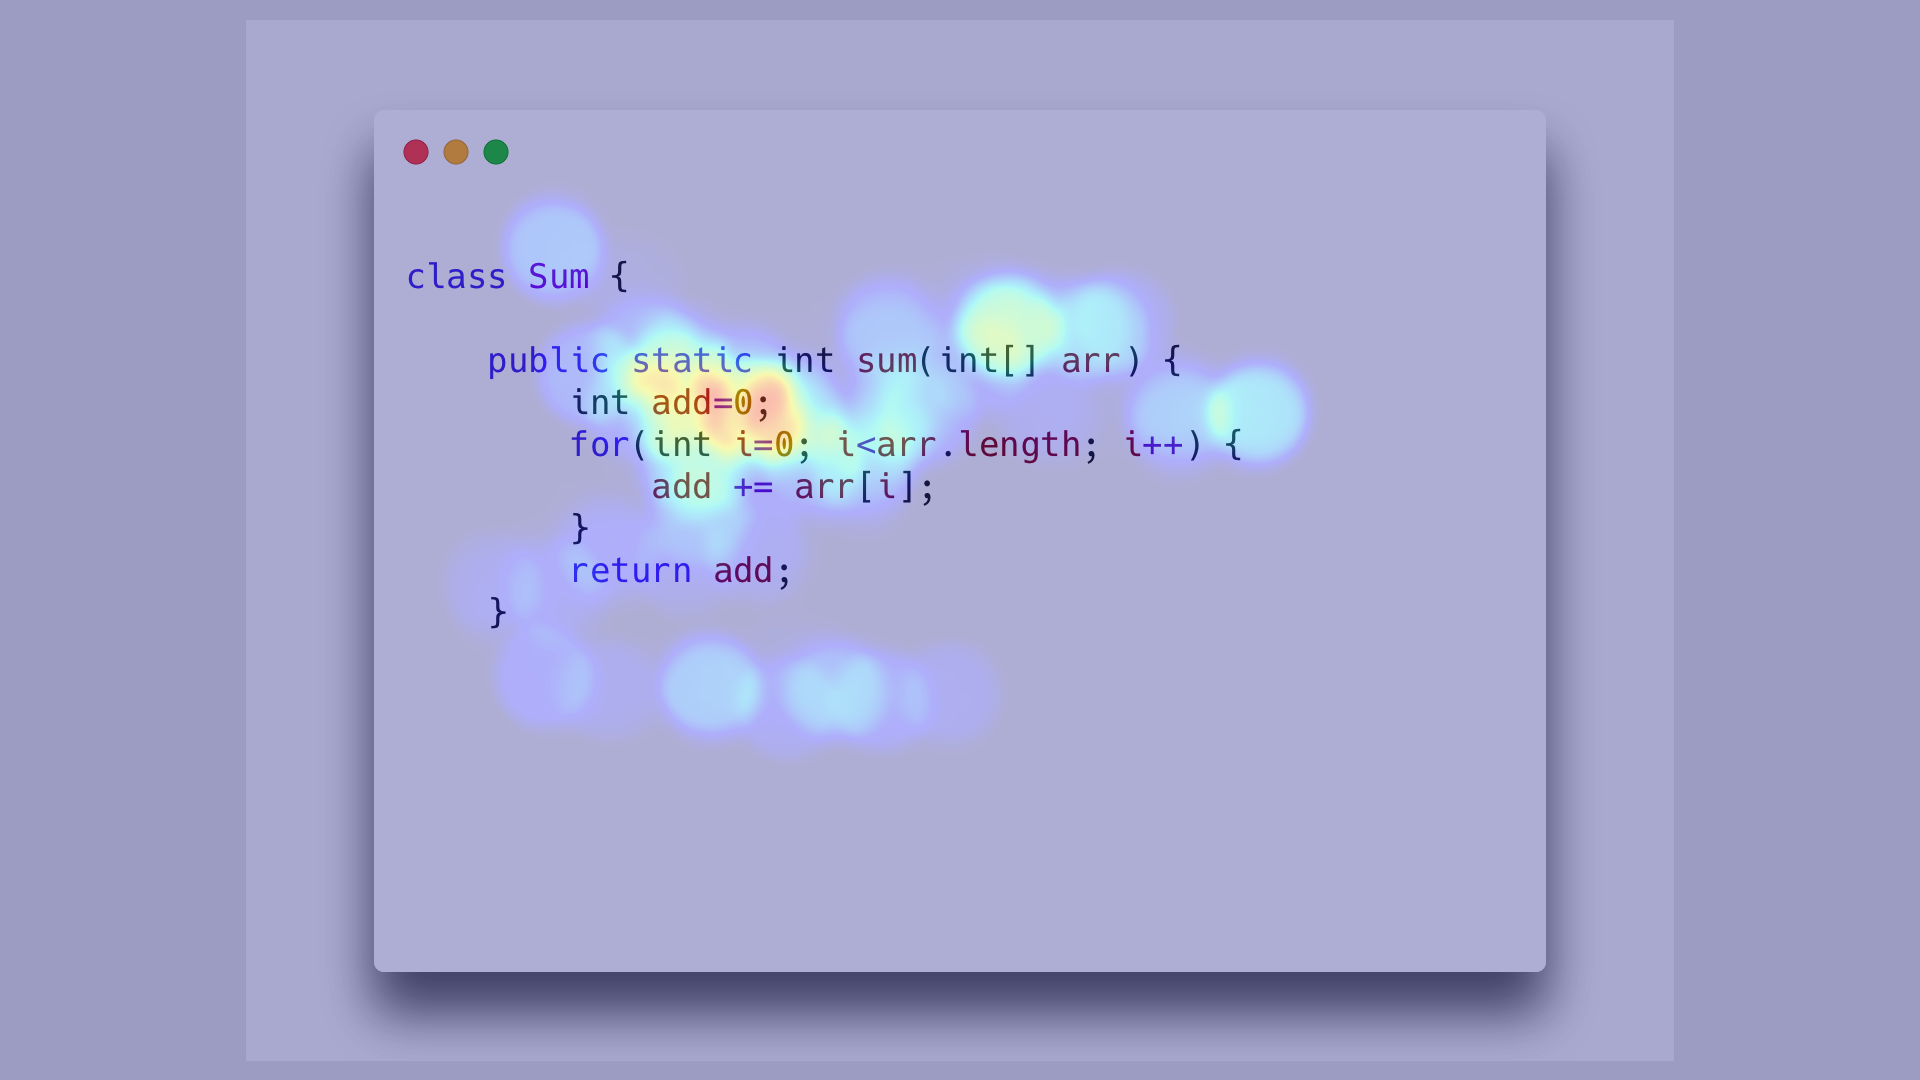 class Sum {
public static int sum(int[] arr) {
int add=0;
for(int i=0; i<arr.length; i++) {
add += arr[i];
}
return add;
}